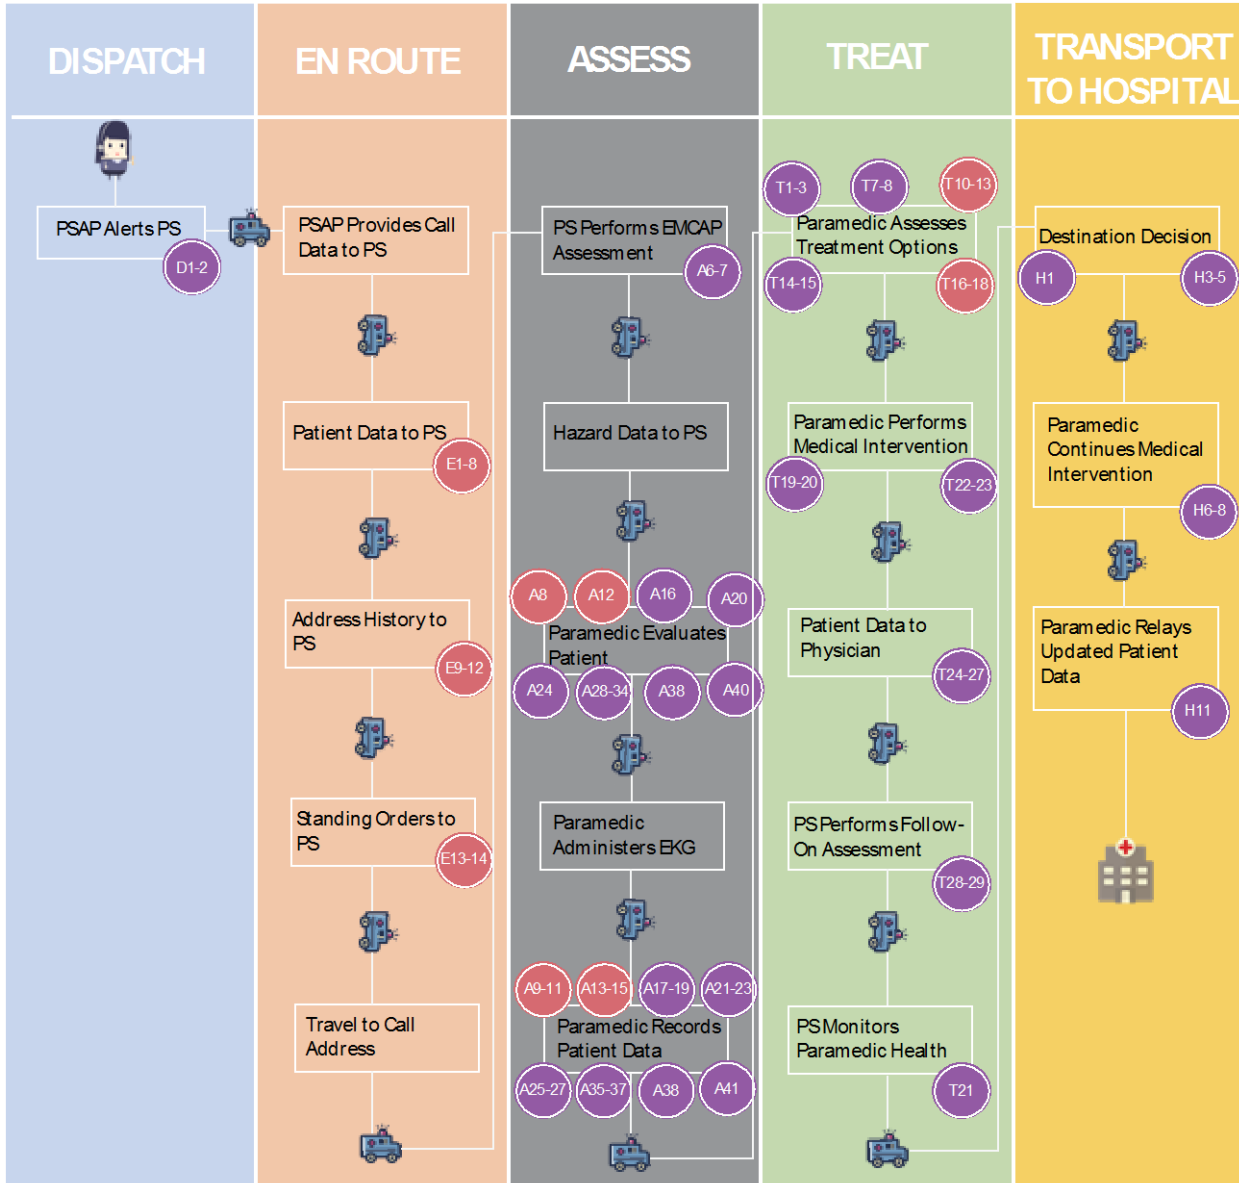 DISPATCH
PSAP Alerts PS
D1-2
EN ROUTE
PSAP Provides Call
Data to PS
Patient Data to PS
E1-8
Address History to
PS
E9-12
Standing Orders to
PS
E13-14
Travel to Call
Address
ASSESS
PS Performs EMCAP
Assessment
A6-7
Hazard Data to PS
A8
A12
A16
A20
Paramedic Evaluates
Patient
A24
A28-34
A38
A40
Paramedic
Administers EKG
A9-11
A13-15
A17-19
A21-23
Paramedic Records
Patient Data
A25-27
A35-37
A38
A41
TREAT
T1-3
T7-8
T10-13
Paramedic Assesses
Treatment Options
T14-15
T16-18
Paramedic Performs
Medical Intervention
T19-20
T22-23
Patient Data to
Physician
T24-27
PS Performs Follow-
On Assessment
T28-29
PS Monitors
Paramedic Health
T21
TRANSPORT
TO HOSPITAL
Destination Decision
H1
H3-5
Paramedic
Continues Medical
Intervention
H6-8
Paramedic Relays
Updated Patient
Data
H11